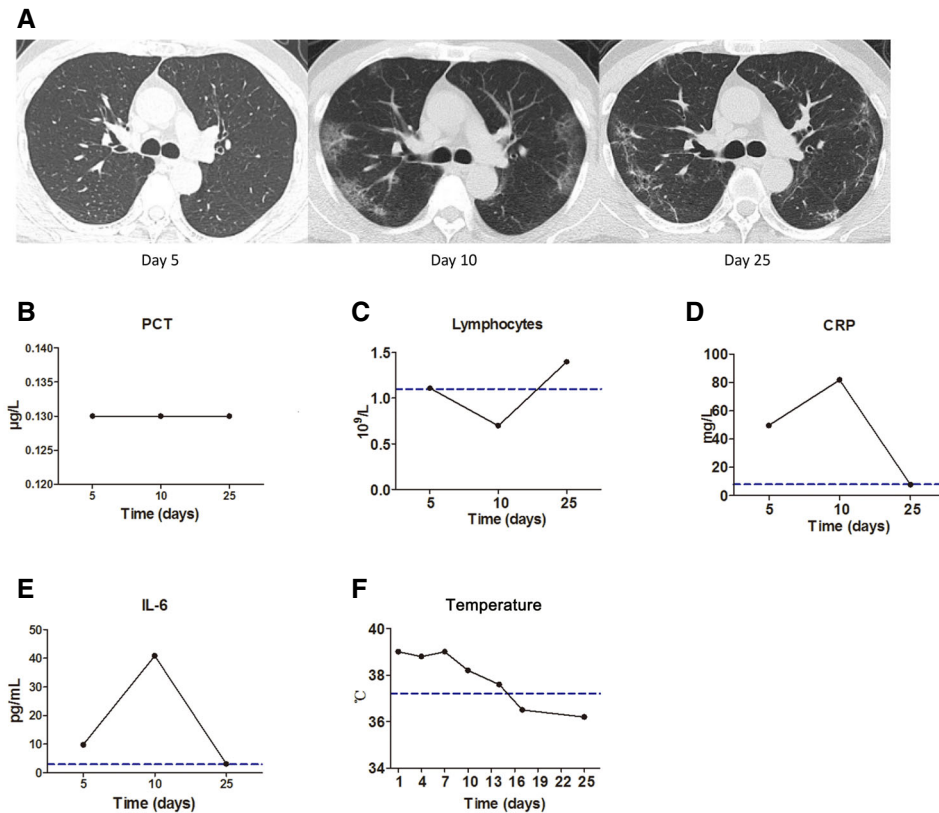 A
Day 5
Day 10
Day 25
B
PCT
0.140
0.135
0.130
0.125
0.120
µg/L
5 10 25
Time (days)
C
Lymphocytes
1.5
1.0
0.5
0.0
10⁹/L
5 10 25
Time (days)
D
CRP
100
80
60
40
20
0
mg/L
5 10 25
Time (days)
E
IL-6
50
40
30
20
10
0
pg/mL
5 10 25
Time (days)
F
Temperature
40
38
36
34
℃
1 4 7 10 13 16 19 22 25
Time (days)